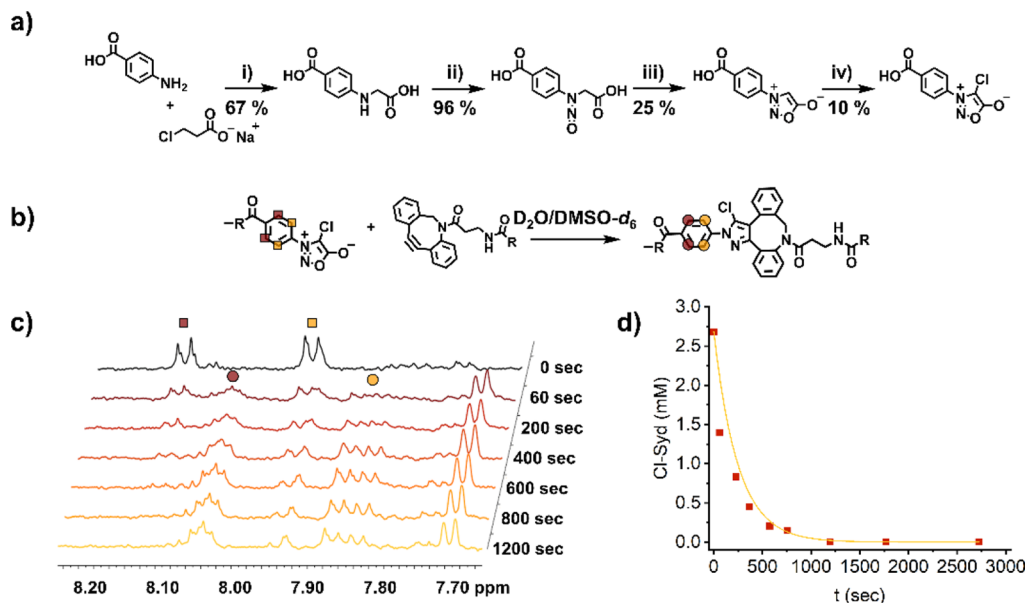 a)
i)
67 %
ii)
96 %
iii)
25 %
iv)
10 %
HO
O
NH2
+
Cl
O
O⁻ Na⁺
HO
O
N
H
O
OH
HO
O
N
N
O
O
OH
HO
O
N⁺
N
O
O⁻
HO
O
Cl
N⁺
N
O
O⁻
b)
O
–R
Cl
N⁺
N
O
O⁻
+
N
O
N
H
O
R
D2O/DMSO-d6
O
–R
Cl
N
N
N
O
NH
O
R
c)
0 sec
60 sec
200 sec
400 sec
600 sec
800 sec
1200 sec
8.20 8.10 8.00 7.90 7.80 7.70 ppm
d)
Cl-Syd (mM)
3.0
2.5
2.0
1.5
1.0
0.5
0.0
0 500 1000 1500 2000 2500 3000
t (sec)